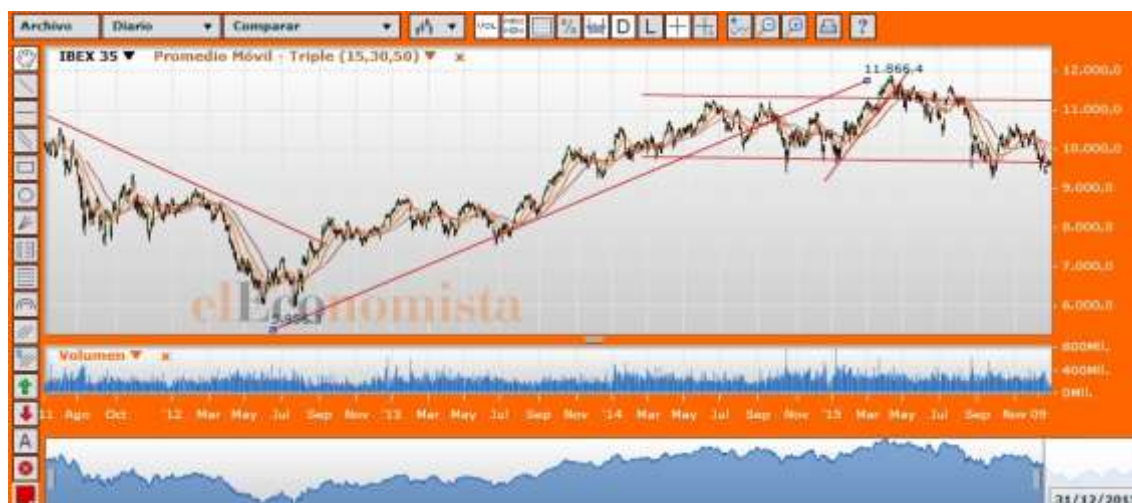 Archivo Diario Comparar VOL % D L ?
IBEX 35 Promedio Móvil - Triple (15,30,50) x
11.866,4
12.000,0
11.000,0
10.000,0
9.000,0
8.000,0
7.000,0
6.000,0
elEconomista
Volumen x
800Mil.
400Mil.
0Mil.
11 Ago Oct '12 Mar May Jul Sep Nov '13 Mar May Jul Sep Nov '14 Mar May Jul Sep Nov '15 Mar May Jul Sep Nov 09
A